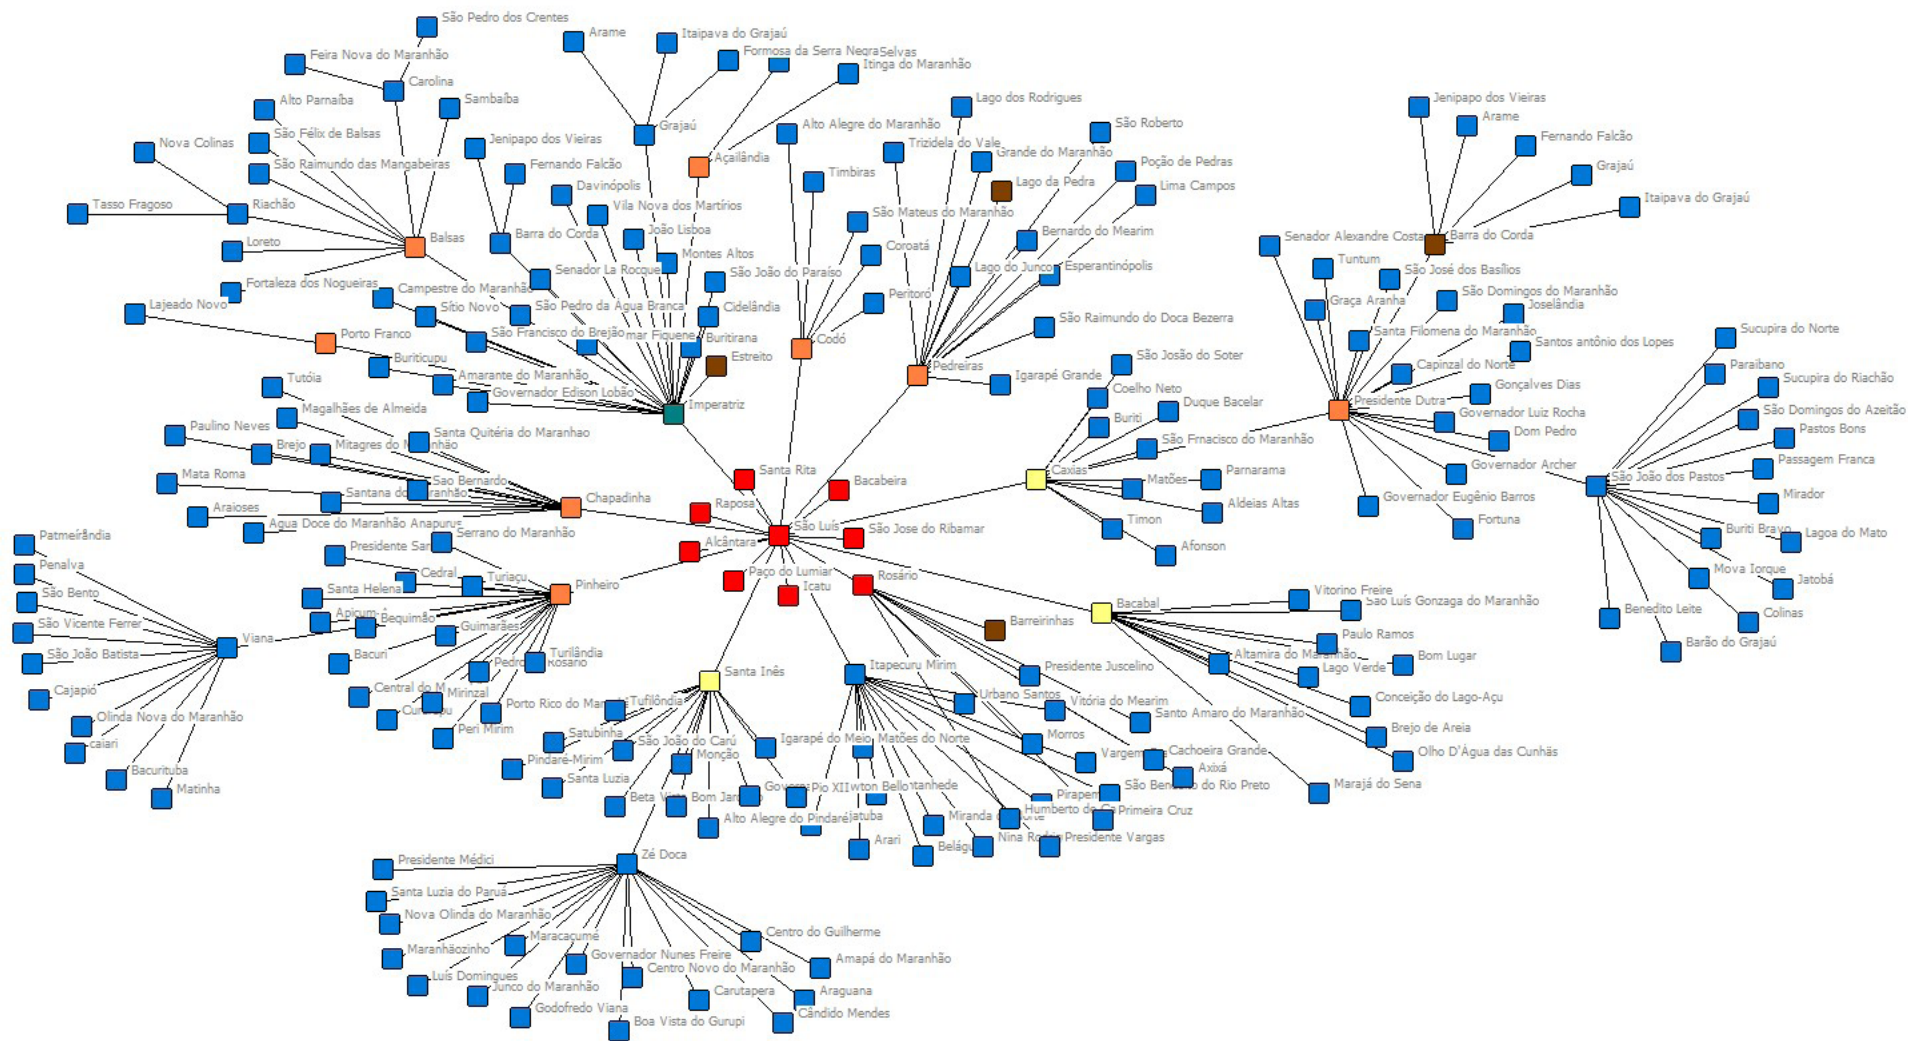 São Pedro dos Crentes
Arame
Itaipava do Grajaú
Formosa da Serra Negra
Selvas
Itinga do Maranhão
Feira Nova do Maranhão
Carolina
Sambaíba
Alto Parnaíba
São Félix de Balsas
São Raimundo das Mangabeiras
Nova Colinas
Riachão
Tasso Fragoso
Loreto
Balsas
Fortaleza dos Nogueiras
Grajaú
Açailândia
Jenipapo dos Vieiras
Fernando Falcão
Davinópolis
Vila Nova dos Martírios
João Lisboa
Montes Altos
Barra do Corda
Senador La Rocque
São João do Paraíso
Campestre do Maranhão
Sítio Novo
São Pedro da Água Branca
Cidelândia
São Francisco do Brejão
mar Fiquene
Buritirana
Estreito
Lajeado Novo
Porto Franco
Buriticupu
Amarante do Maranhão
Governador Edison Lobão
Imperatriz
Alto Alegre do Maranhão
Timbiras
São Mateus do Maranhão
Coroatá
Peritoró
Codó
Lago dos Rodrigues
Trizidela do Vale
Grande do Maranhão
Lago da Pedra
São Roberto
Poção de Pedras
Lima Campos
Bernardo do Mearim
Lago do Junco
Esperantinópolis
São Raimundo do Doca Bezerra
Igarapé Grande
Pedreiras
Jenipapo dos Vieiras
Arame
Fernando Falcão
Grajaú
Itaipava do Grajaú
Barra do Corda
Senador Alexandre Costa
Tuntum
São José dos Basílios
Graça Aranha
São Domingos do Maranhão
Joselândia
Santa Filomena do Maranhão
Santos antônio dos Lopes
Capinzal do Norte
Gonçalves Dias
Presidente Dutra
Governador Luiz Rocha
Dom Pedro
Governador Archer
Governador Eugênio Barros
Fortuna
Sucupira do Norte
Paraibano
Sucupira do Riachão
São Domingos do Azeitão
Pastos Bons
Passagem Franca
São João dos Pastos
Mirador
Buriti Bravo
Lagoa do Mato
Mova Iorque
Jatobá
Benedito Leite
Colinas
Barão do Grajaú
São Josão do Soter
Coelho Neto
Duque Bacelar
Buriti
São Frnacisco do Maranhão
Caxias
Matões
Parnarama
Aldeias Altas
Timon
Afonson
Tutóia
Magalhães de Almeida
Paulino Neves
Santa Quitéria do Maranhao
Brejo
Mata Roma
Sao Bernardo
Araioses
Chapadinha
Agua Doce do Maranhão
Anapurus
Santa Rita
Bacabeira
Raposa
São Luís
São Jose do Ribamar
Alcântara
Paço do Lumiar
Icatu
Rosário
Serrano do Maranhão
Cedral
Turiaçu
Santa Helena
Pinheiro
Bequimão
Guimarães
Bacuri
Turilândia
Mirinzal
Peri Mirim
Penalva
São Bento
São Vicente Ferrer
Viana
São João Batista
Cajapió
Olinda Nova do Maranhão
caiari
Bacurituba
Matinha
Barreirinhas
Vitorino Freire
São Luís Gonzaga do Maranhão
Bacabal
Paulo Ramos
Altamira do Maranhão
Bom Lugar
Lago Verde
Conceição do Lago-Açu
Brejo de Areia
Olho D'Água das Cunhãs
Marajá do Sena
Santa Inês
Tufilôndia
Satubinha
São João do Carú
Pindaré-Mirim
Monção
Santa Luzia
Igarapé do Meio
Pio XII
Alto Alegre do Pindaré
Itapecuru Mirim
Presidente Juscelino
Urbano Santos
Vitória do Mearim
Santo Amaro do Maranhão
Matões do Norte
Morros
Cachoeira Grande
Axixá
Primeira Cruz
Arari
Presidente Vargas
Zé Doca
Presidente Médici
Santa Luzia do Paruá
Nova Olinda do Maranhão
Maracaçumé
Maranhãozinho
Governador Nunes Freire
Centro do Guilherme
Luís Domingues
Centro Novo do Maranhão
Amapá do Maranhão
Junco do Maranhão
Carutapera
Araguana
Godofredo Viana
Boa Vista do Gurupi
Cândido Mendes